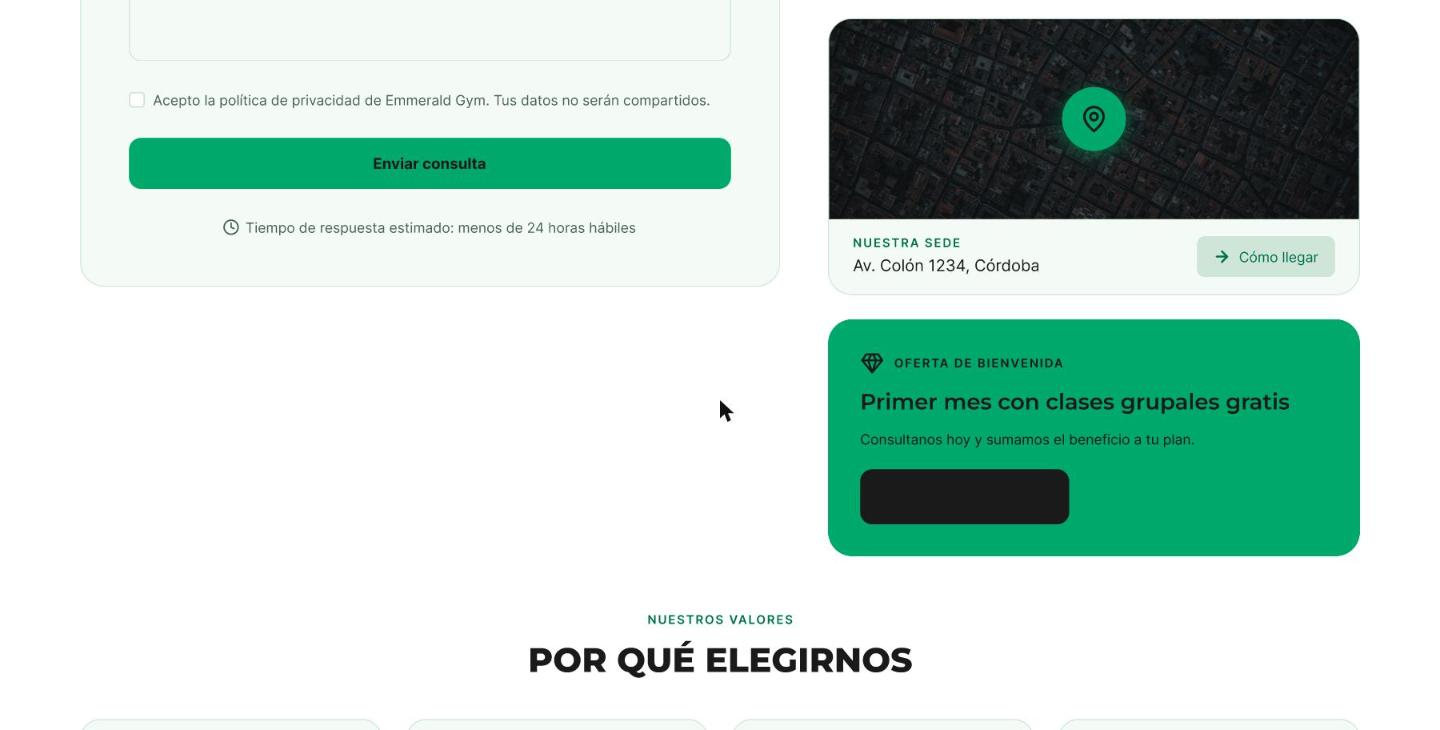 Acepto la política de privacidad de Emmerald Gym. Tus datos no serán compartidos.
Enviar consulta
Tiempo de respuesta estimado: menos de 24 horas hábiles
NUESTRA SEDE
Av. Colón 1234, Córdoba
Cómo llegar
OFERTA DE BIENVENIDA
Primer mes con clases grupales gratis
Consultanos hoy y sumamos el beneficio a tu plan.
NUESTROS VALORES
POR QUÉ ELEGIRNOS